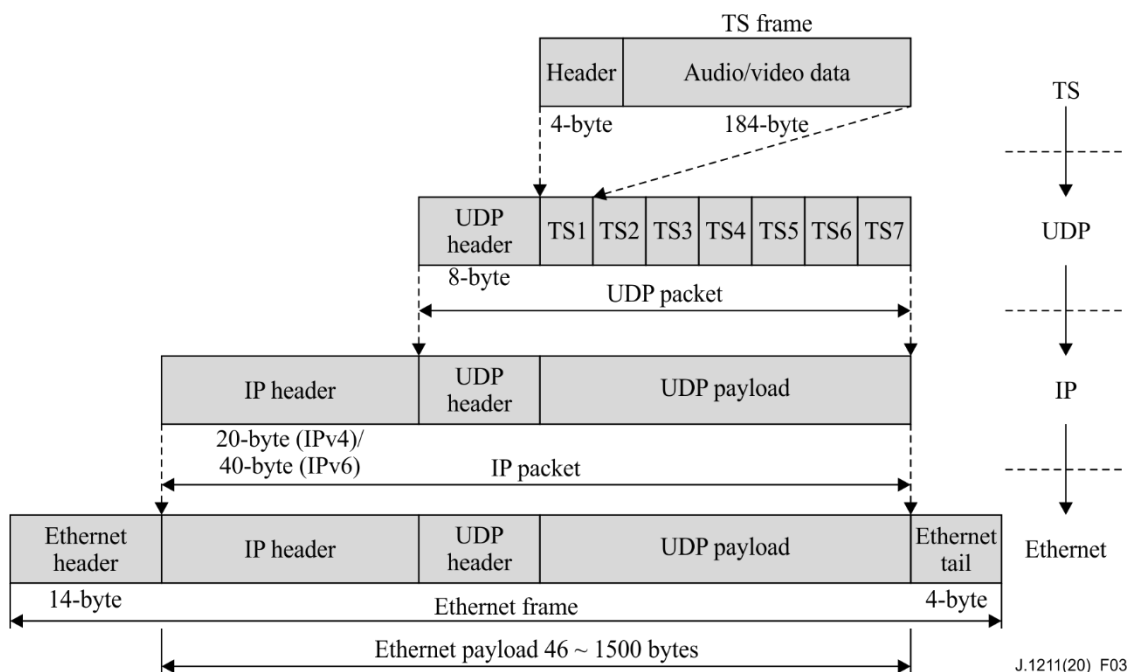 TS frame
Header
Audio/video data
TS
4-byte
184-byte
UDP
header
TS1
TS2
TS3
TS4
TS5
TS6
TS7
UDP
8-byte
UDP packet
IP header
UDP
header
UDP payload
IP
20-byte (IPv4)/
40-byte (IPv6)
IP packet
Ethernet
header
IP header
UDP
header
UDP payload
Ethernet
tail
Ethernet
14-byte
Ethernet frame
4-byte
Ethernet payload 46 ~ 1500 bytes
J.1211(20)_F03